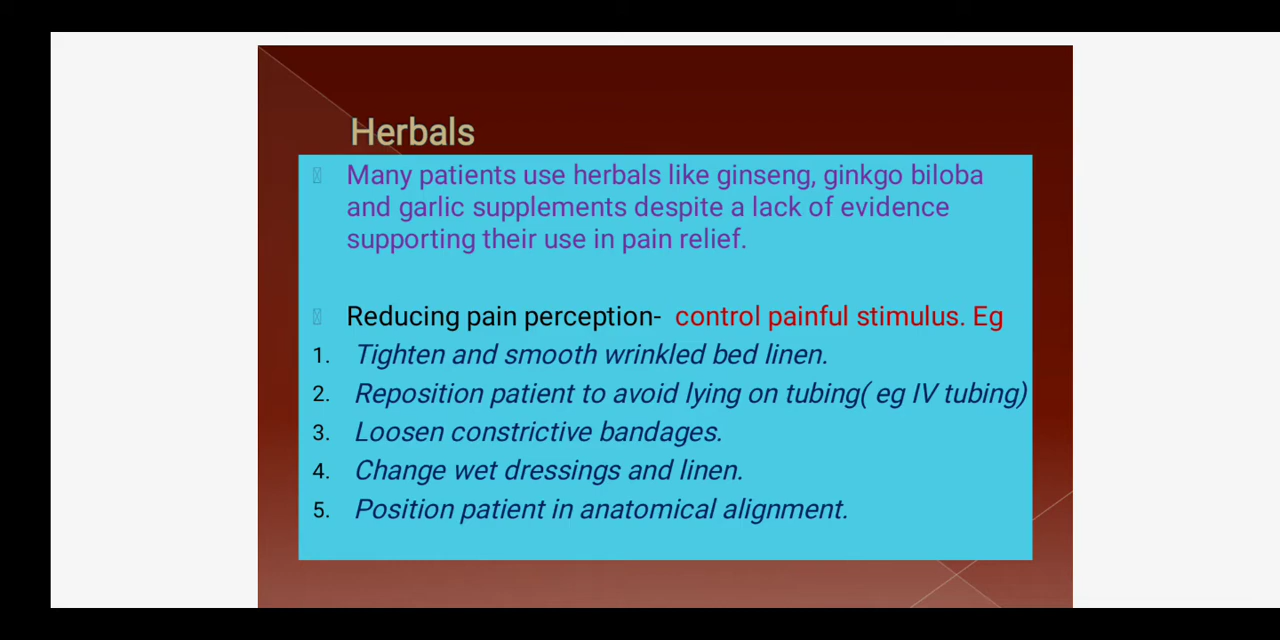 Herbals
Many patients use herbals like ginseng, ginkgo biloba
and garlic supplements despite a lack of evidence
supporting their use in pain relief.
Reducing pain perception- control painful stimulus. Eg
1. Tighten and smooth wrinkled bed linen.
2. Reposition patient to avoid lying on tubing( eg IV tubing)
3. Loosen constrictive bandages.
4. Change wet dressings and linen.
5. Position patient in anatomical alignment.